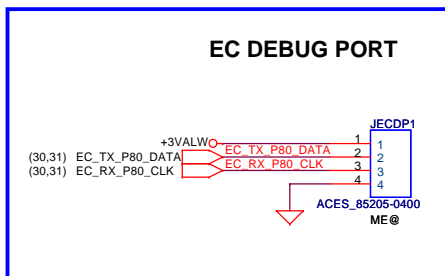 EC DEBUG PORT
JECDP1
+3VALW 1 1
(30,31) EC_TX_P80_DATA EC_TX_P80_DATA 2 2
(30,31) EC_RX_P80_CLK EC_RX_P80_CLK 3 3
4 4
ACES_85205-0400
ME@